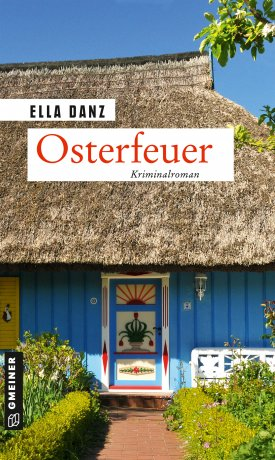 ELLA DANZ
Osterfeuer
Kriminalroman
GMEINER